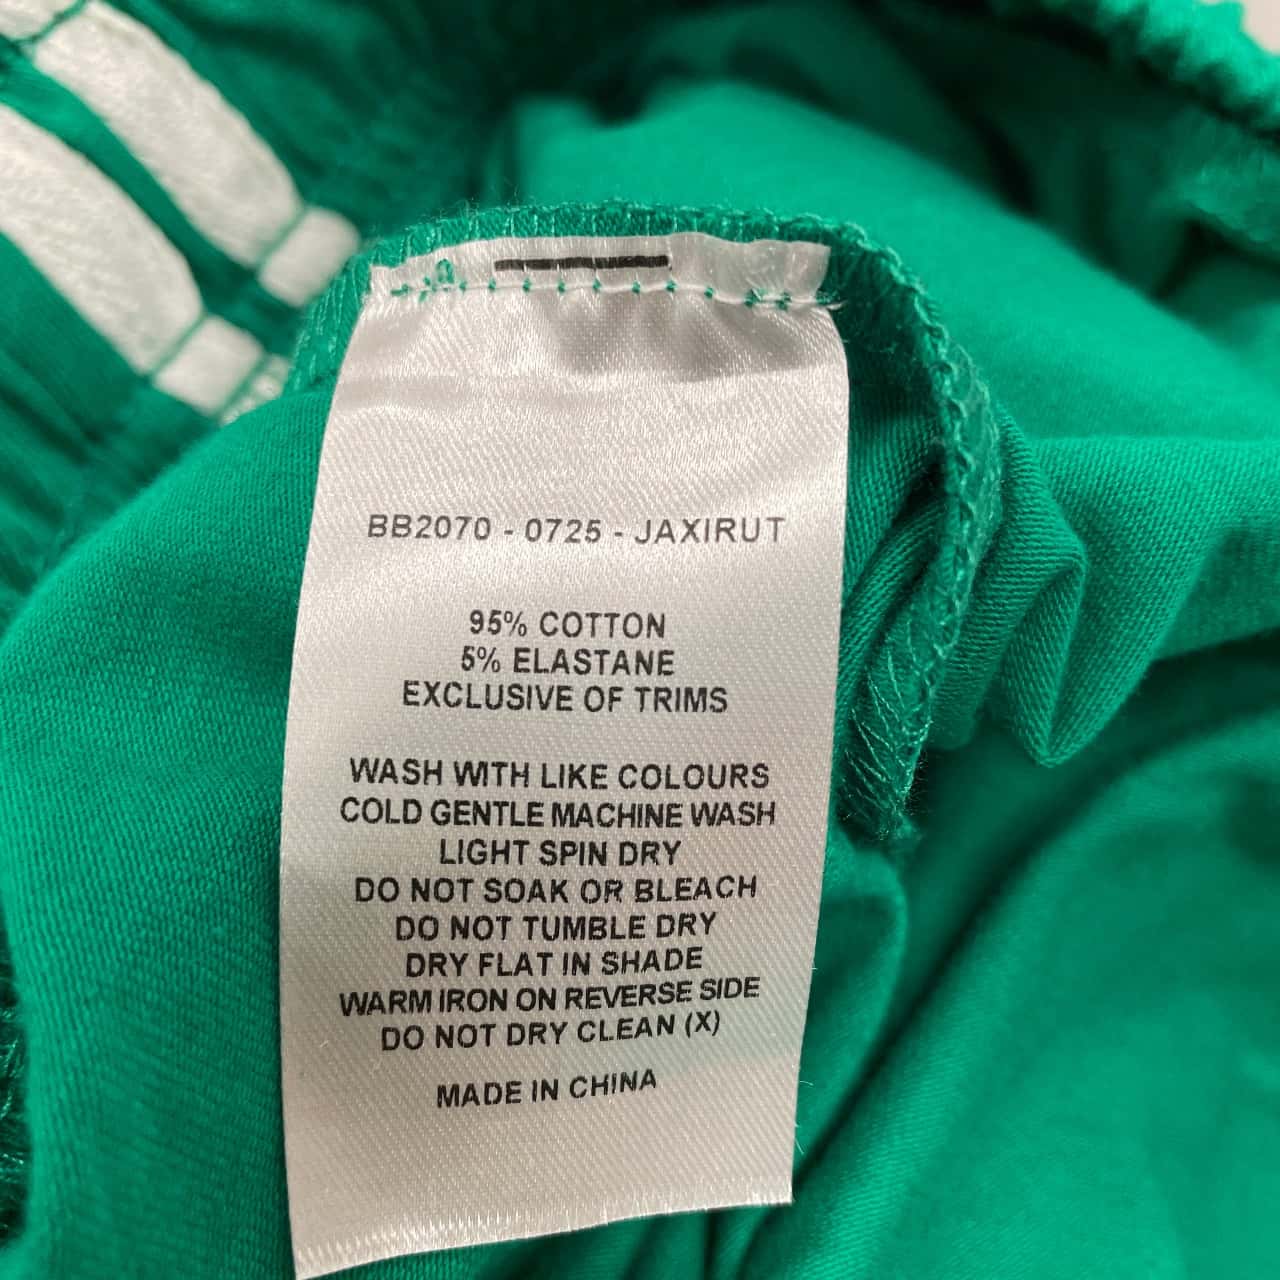 BB2070 - 0725 - JAXIRUT
95% COTTON
5% ELASTANE
EXCLUSIVE OF TRIMS
WASH WITH LIKE COLOURS
COLD GENTLE MACHINE WASH
LIGHT SPIN DRY
DO NOT SOAK OR BLEACH
DO NOT TUMBLE DRY
DRY FLAT IN SHADE
WARM IRON ON REVERSE SIDE
DO NOT DRY CLEAN (X)
MADE IN CHINA